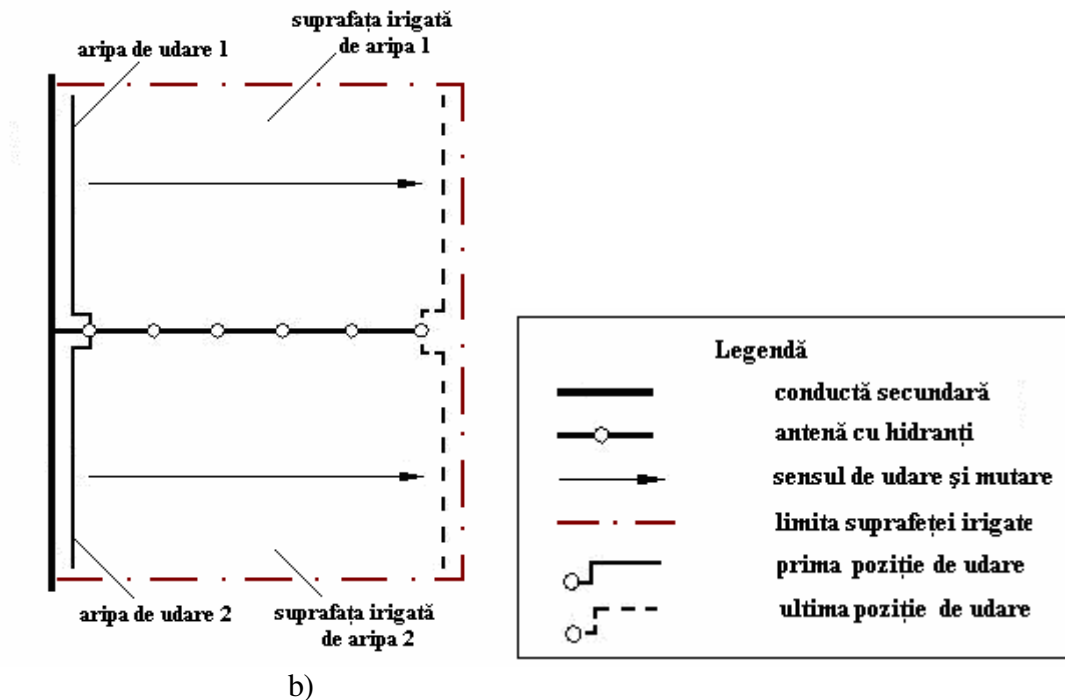 suprafața irigată
de aripa 1
aripa de udare 1
aripa de udare 2
suprafața irigată
de aripa 2
b)
Legendă
conductă secundară
antenă cu hidranți
sensul de udare și mutare
limita suprafeței irigate
prima poziție de udare
ultima poziție de udare